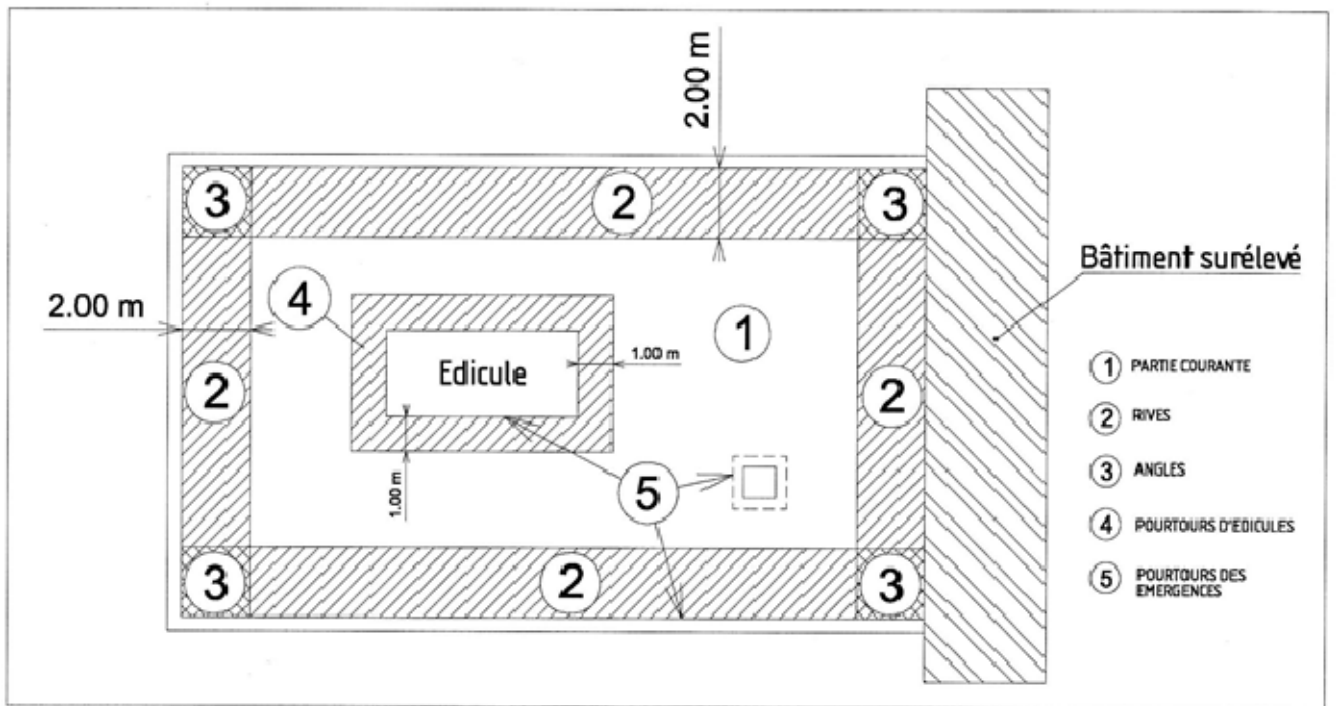 2.00 m
3
2
3
Bâtiment surélevé
4
2.00 m
1
Edicule
1.00 m
1 PARTIE COURANTE
2
2
2 RIVES
3 ANGLES
1.00 m
5
4 POURTOURS D'EDICULES
3
2
3
5 POURTOURS DES
EMERGENCES